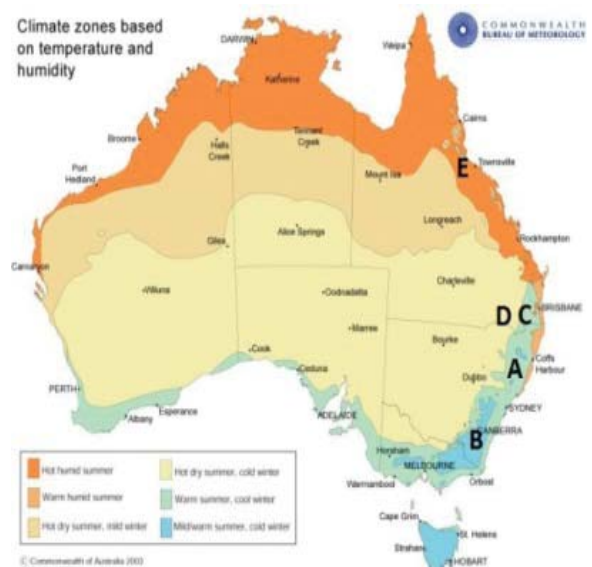 Climate zones based
on temperature and
humidity
COMMONWEALTH
BUREAU OF METEOROLOGY
DARWIN
Weipa
Katherine
Cairns
Broome
Halls
Creek
Tennant
Creek
E
Townsville
Port
Hedland
Mount Isa
Longreach
Giles
Alice Springs
Rockhampton
Carnarvon
Wiluna
Oodnadatta
Charleville
D
C
BRISBANE
Marree
Bourke
Cook
Ceduna
Dubbo
A
Coffs
Harbour
PERTH
Esperance
Albany
ADELAIDE
SYDNEY
B
CANBERRA
Horsham
MELBOURNE
Warrnambool
Orbost
Hot humid summer
Warm humid summer
Hot dry summer, mild winter
Hot dry summer, cold winter
Warm summer, cool winter
Mild/warm summer, cold winter
Cape Grim
St. Helens
Strahan
HOBART
© Commonwealth of Australia 2003